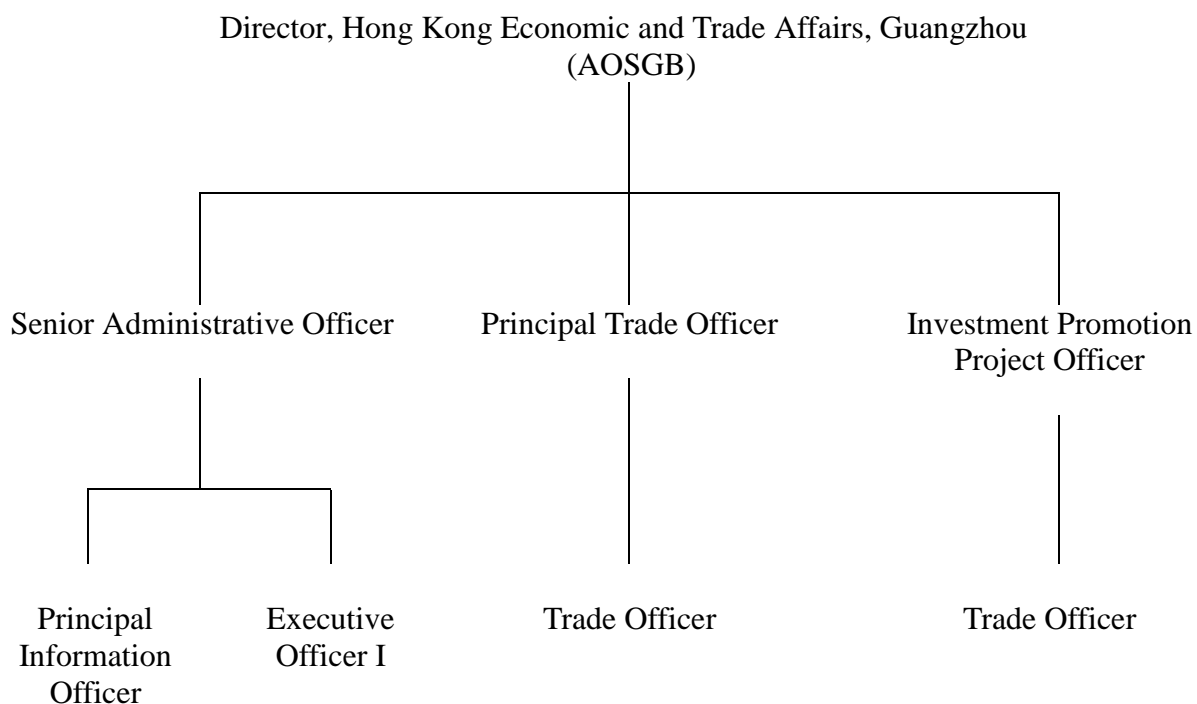 Director, Hong Kong Economic and Trade Affairs, Guangzhou
(AOSGB)
Senior Administrative Officer
Principal Trade Officer
Investment Promotion
Project Officer
Principal
Information
Officer
Executive
Officer I
Trade Officer
Trade Officer